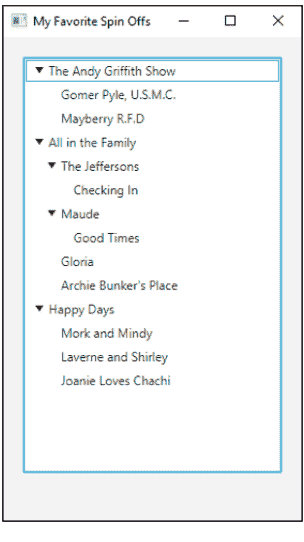 My Favorite Spin Offs
The Andy Griffith Show
Gomer Pyle, U.S.M.C.
Mayberry R.F.D
All in the Family
The Jeffersons
Checking In
Maude
Good Times
Gloria
Archie Bunker's Place
Happy Days
Mork and Mindy
Laverne and Shirley
Joanie Loves Chachi